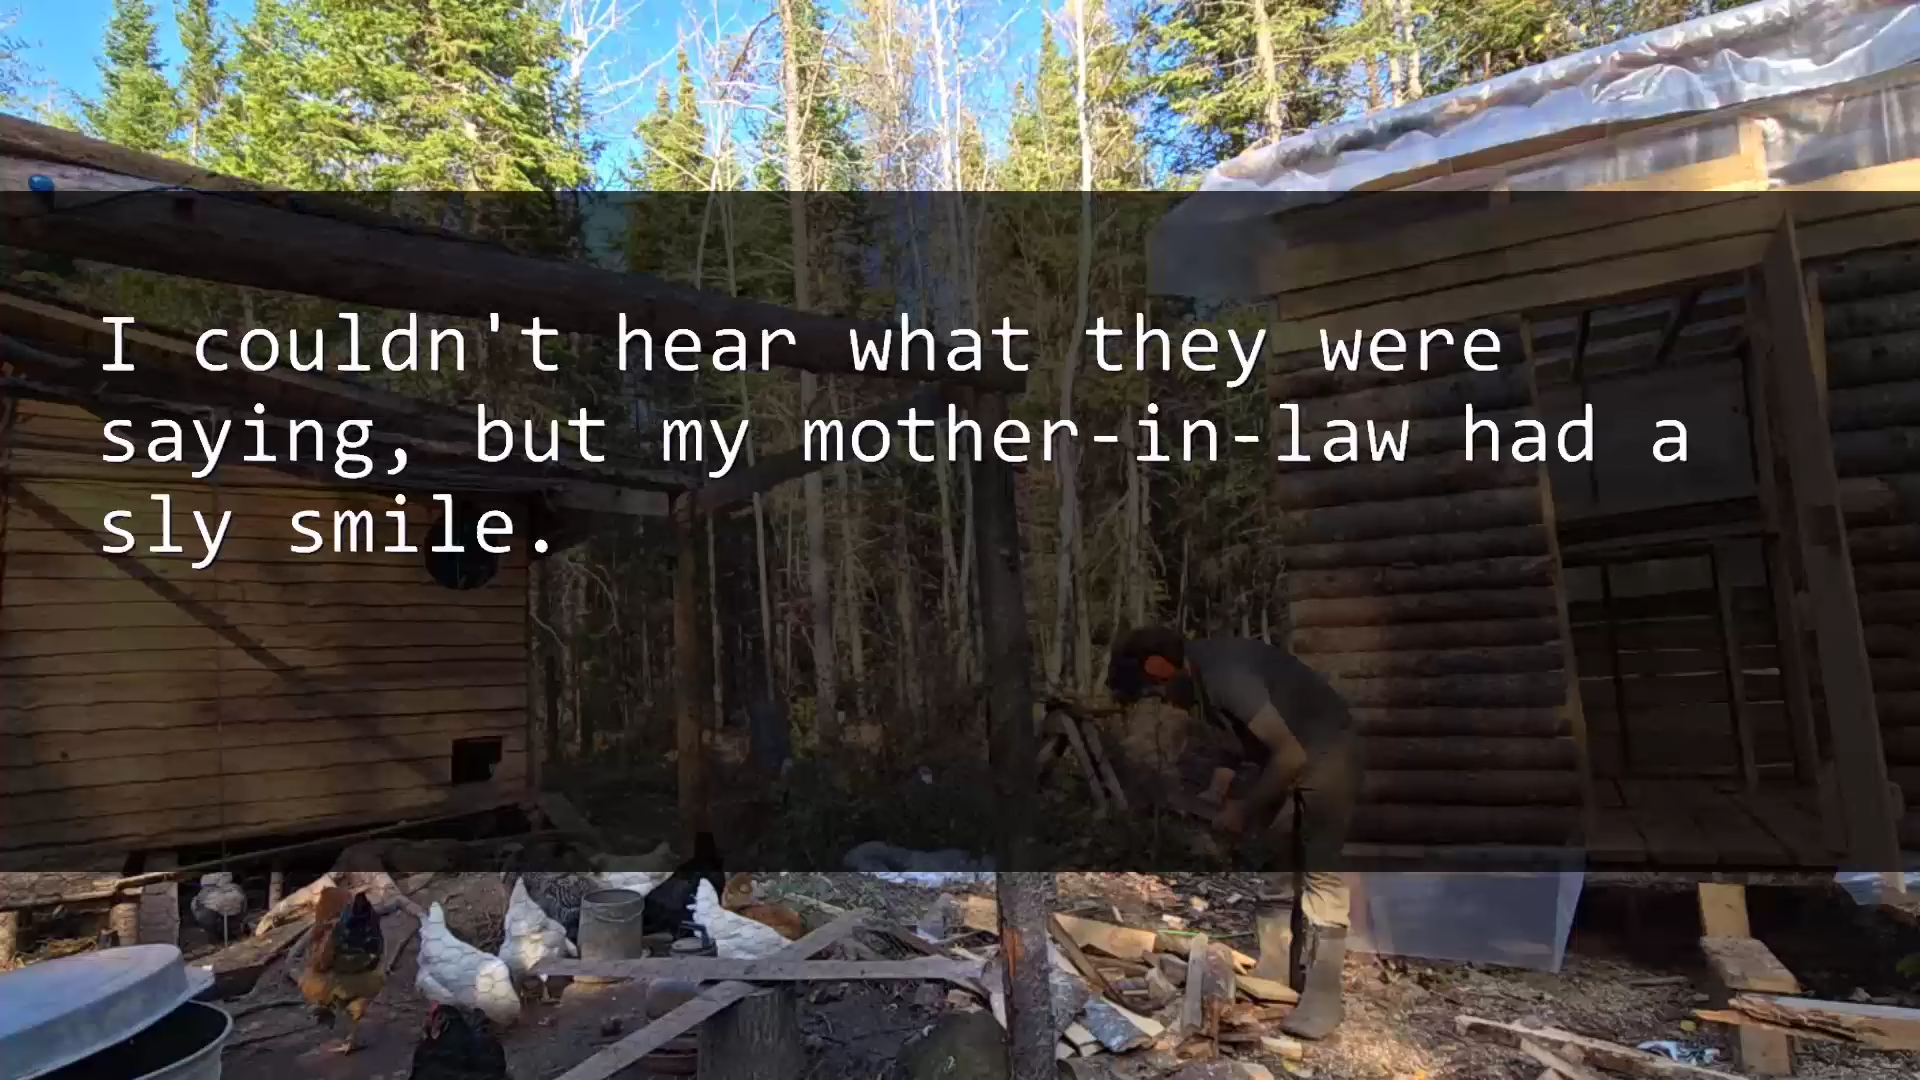 I couldn't hear what they were
saying, but my mother-in-law had a
sly smile.